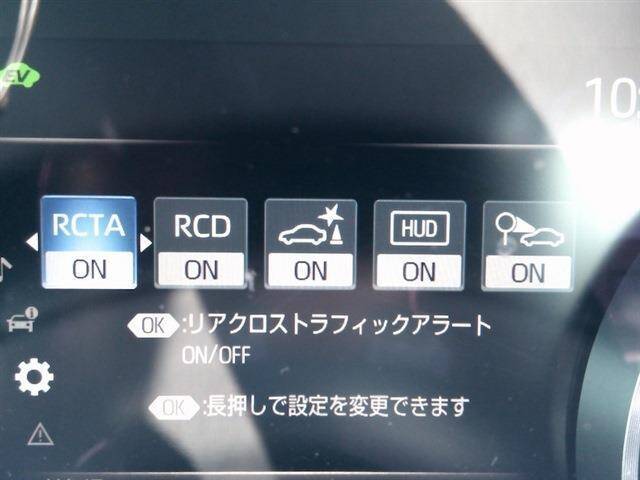 EV
10:
RCTA RCD HUD
ON ON ON ON ON
OK:リアクロストラフィックアラート
ON/OFF
OK:長押しで設定を変更できます